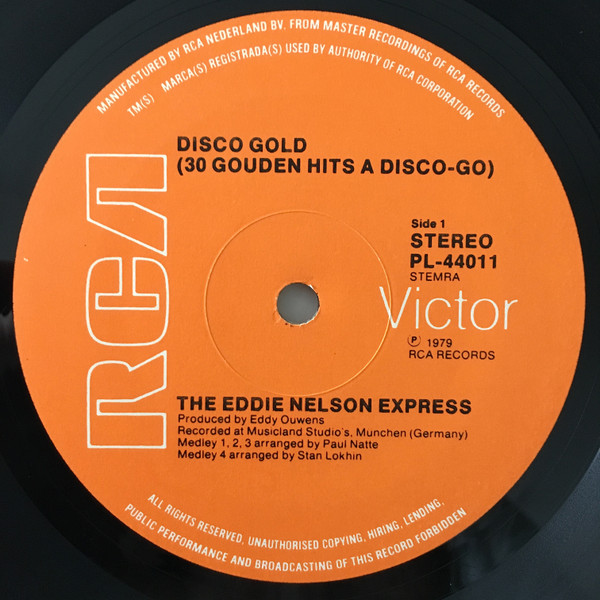 MANUFACTURED BY RCA NEDERLAND BV, FROM MASTER RECORDINGS OF RCA RECORDS
TM(S) MARCA(S) REGISTRADA(S) USED BY AUTHORITY OF RCA CORPORATION
DISCO GOLD
(30 GOUDEN HITS A DISCO-GO)
RCA
Side 1
STEREO
PL-44011
STEMRA
Victor
Ⓟ 1979
RCA RECORDS
THE EDDIE NELSON EXPRESS
Produced by Eddy Ouwens
Recorded at Musicland Studio's, Munchen (Germany)
Medley 1, 2, 3 arranged by Paul Natte
Medley 4 arranged by Stan Lokhin
ALL RIGHTS RESERVED, UNAUTHORISED COPYING, HIRING, LENDING,
PUBLIC PERFORMANCE AND BROADCASTING OF THIS RECORD FORBIDDEN